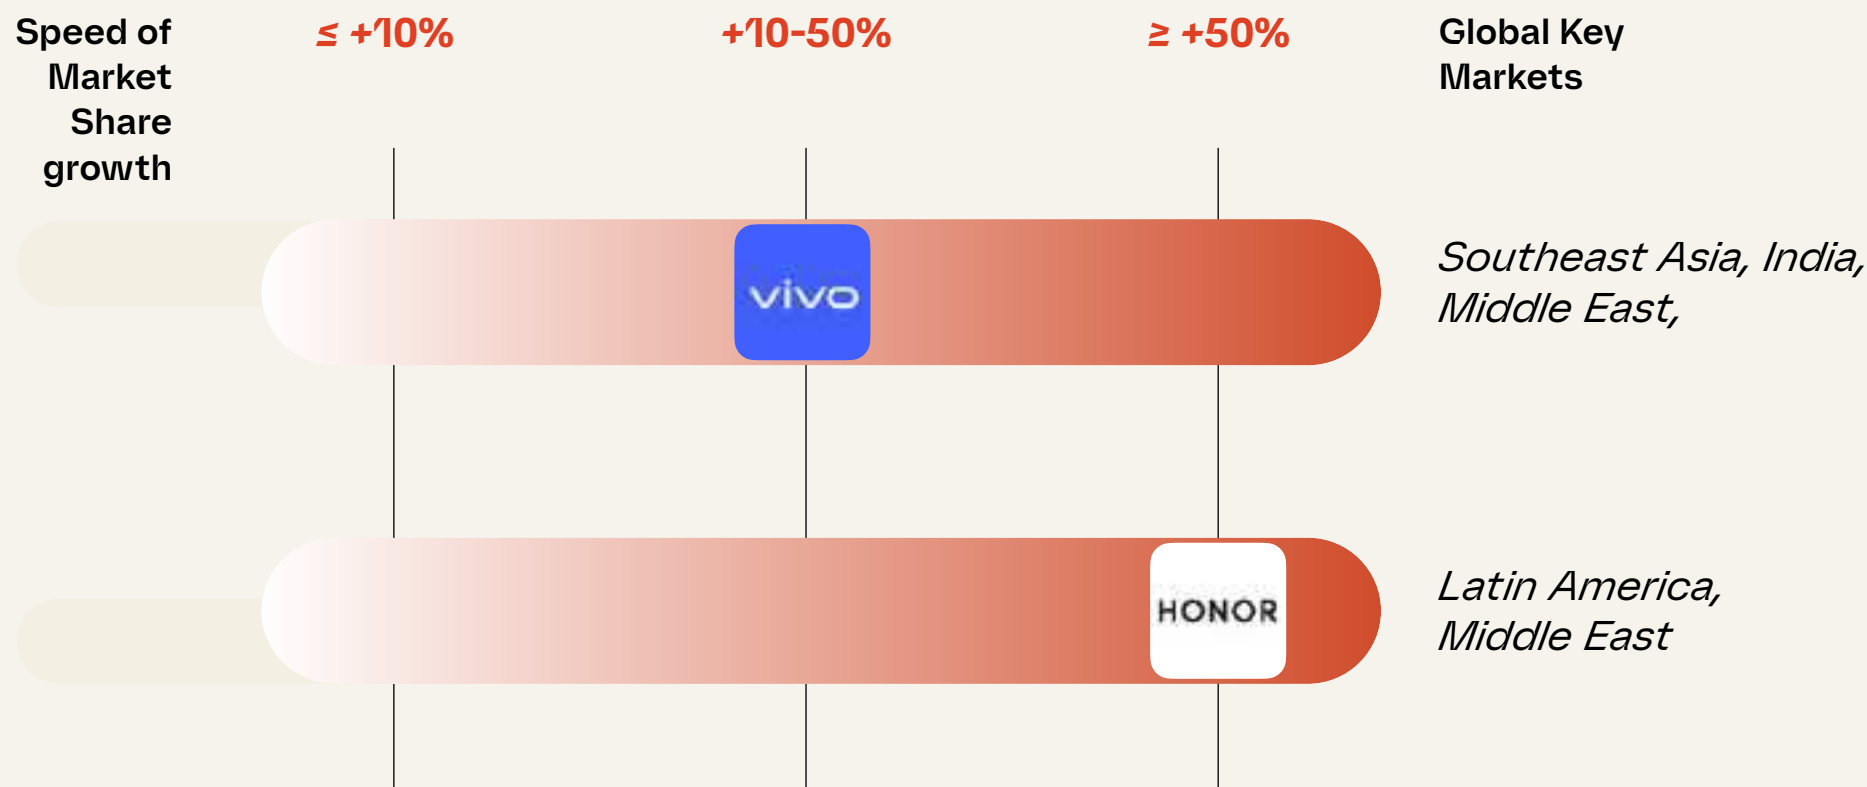 Speed of
Market
Share
growth
≤ +10%
+10-50%
≥ +50%
Global Key
Markets
vivo
Southeast Asia, India,
Middle East,
HONOR
Latin America,
Middle East